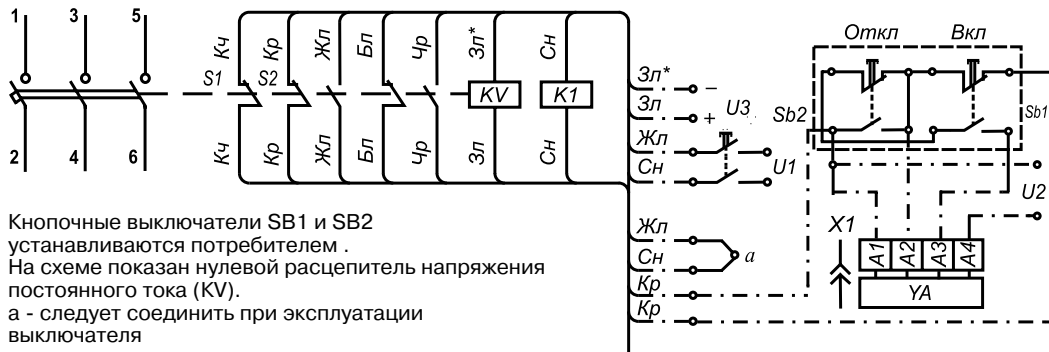 1 3 5
2 4 6
S1 S2
Кч Кр Жл Бл Чр Зл* Сн
KV K1
Кч Кр Жл Бл Чр Зл Сн
Зл* −
Зл + U3
Жл
Сн U1
Жл
Сн a
Кр
Кр
Откл Вкл
Sb2 Sb1
U2
X1
A1 A2 A3 A4
YA
Кнопочные выключатели SB1 и SB2
устанавливаются потребителем .
На схеме показан нулевой расцепитель напряжения
постоянного тока (KV).
а - следует соединить при эксплуатации
выключателя